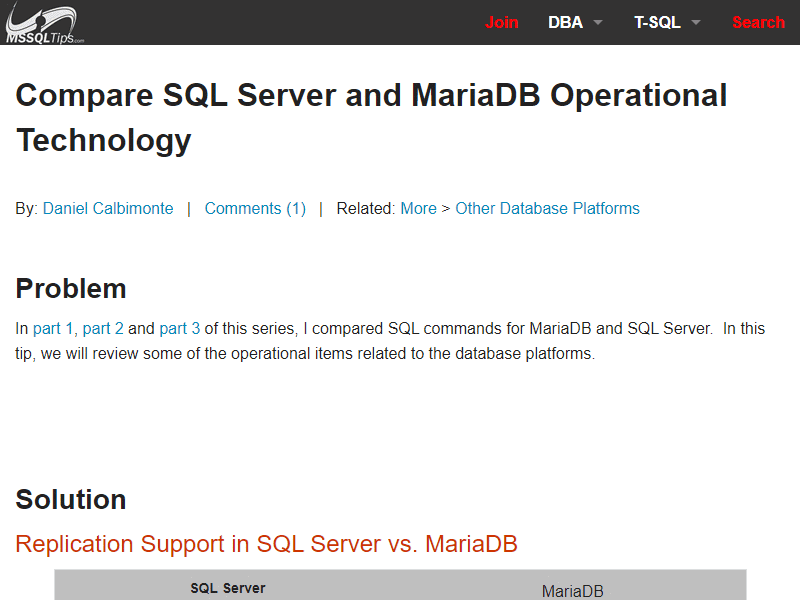 MSSQLTips.com
Join DBA T-SQL Search
Compare SQL Server and MariaDB Operational
Technology
By: Daniel Calbimonte | Comments (1) | Related: More > Other Database Platforms
Problem
In part 1, part 2 and part 3 of this series, I compared SQL commands for MariaDB and SQL Server. In this
tip, we will review some of the operational items related to the database platforms.
Solution
Replication Support in SQL Server vs. MariaDB
SQL Server MariaDB